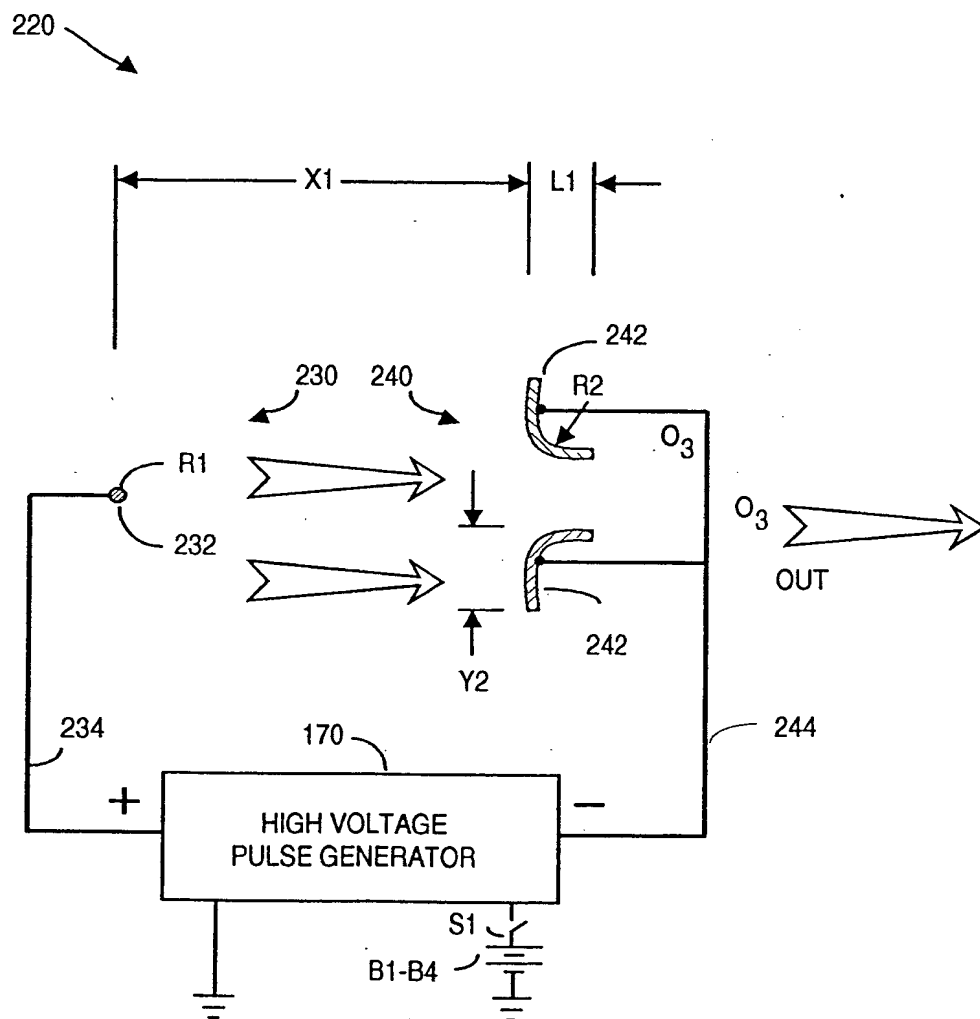 220
X1
L1
242
230
240
R2
O3
R1
O3
232
OUT
242
Y2
234
170
244
+
−
HIGH VOLTAGE
PULSE GENERATOR
S1
B1-B4